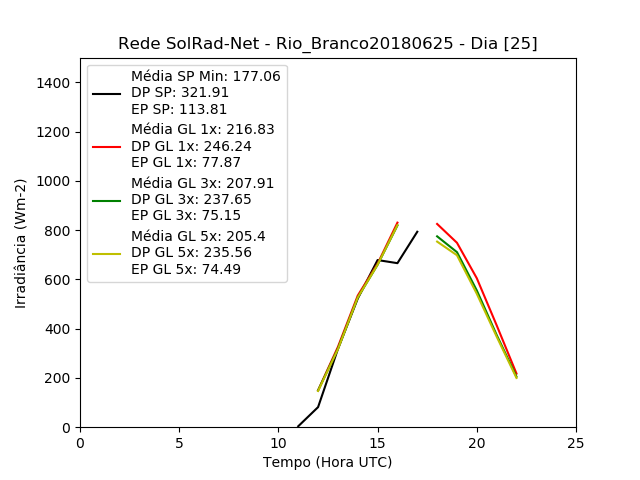 Rede SolRad-Net - Rio_Branco20180625 - Dia [25]
Irradiância (Wm-2)
1400
1200
1000
800
600
400
200
0
Média SP Min: 177.06
DP SP: 321.91
EP SP: 113.81
Média GL 1x: 216.83
DP GL 1x: 246.24
EP GL 1x: 77.87
Média GL 3x: 207.91
DP GL 3x: 237.65
EP GL 3x: 75.15
Média GL 5x: 205.4
DP GL 5x: 235.56
EP GL 5x: 74.49
0 5 10 15 20 25
Tempo (Hora UTC)